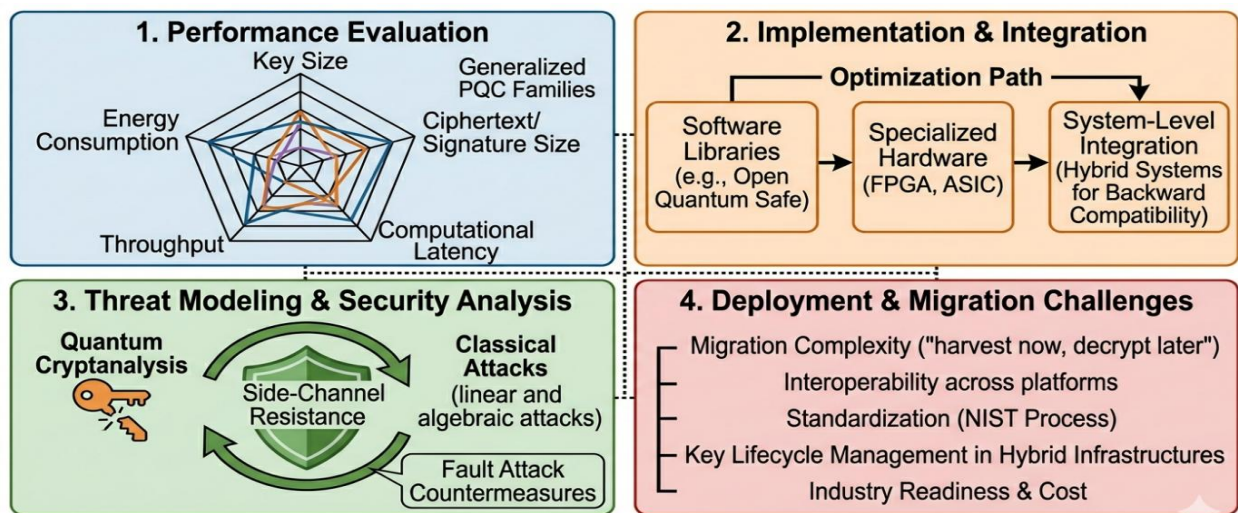 1. Performance Evaluation
Key Size
Generalized
PQC Families
Energy
Consumption
Ciphertext/
Signature Size
Throughput
Computational
Latency
2. Implementation & Integration
Optimization Path
Software
Libraries
(e.g., Open
Quantum Safe)
Specialized
Hardware
(FPGA, ASIC)
System-Level
Integration
(Hybrid Systems
for Backward
Compatibility)
3. Threat Modeling & Security Analysis
Quantum
Cryptanalysis
Side-Channel
Resistance
Classical
Attacks
(linear and
algebraic attacks)
Fault Attack
Countermeasures
4. Deployment & Migration Challenges
Migration Complexity ("harvest now, decrypt later")
Interoperability across platforms
Standardization (NIST Process)
Key Lifecycle Management in Hybrid Infrastructures
Industry Readiness & Cost